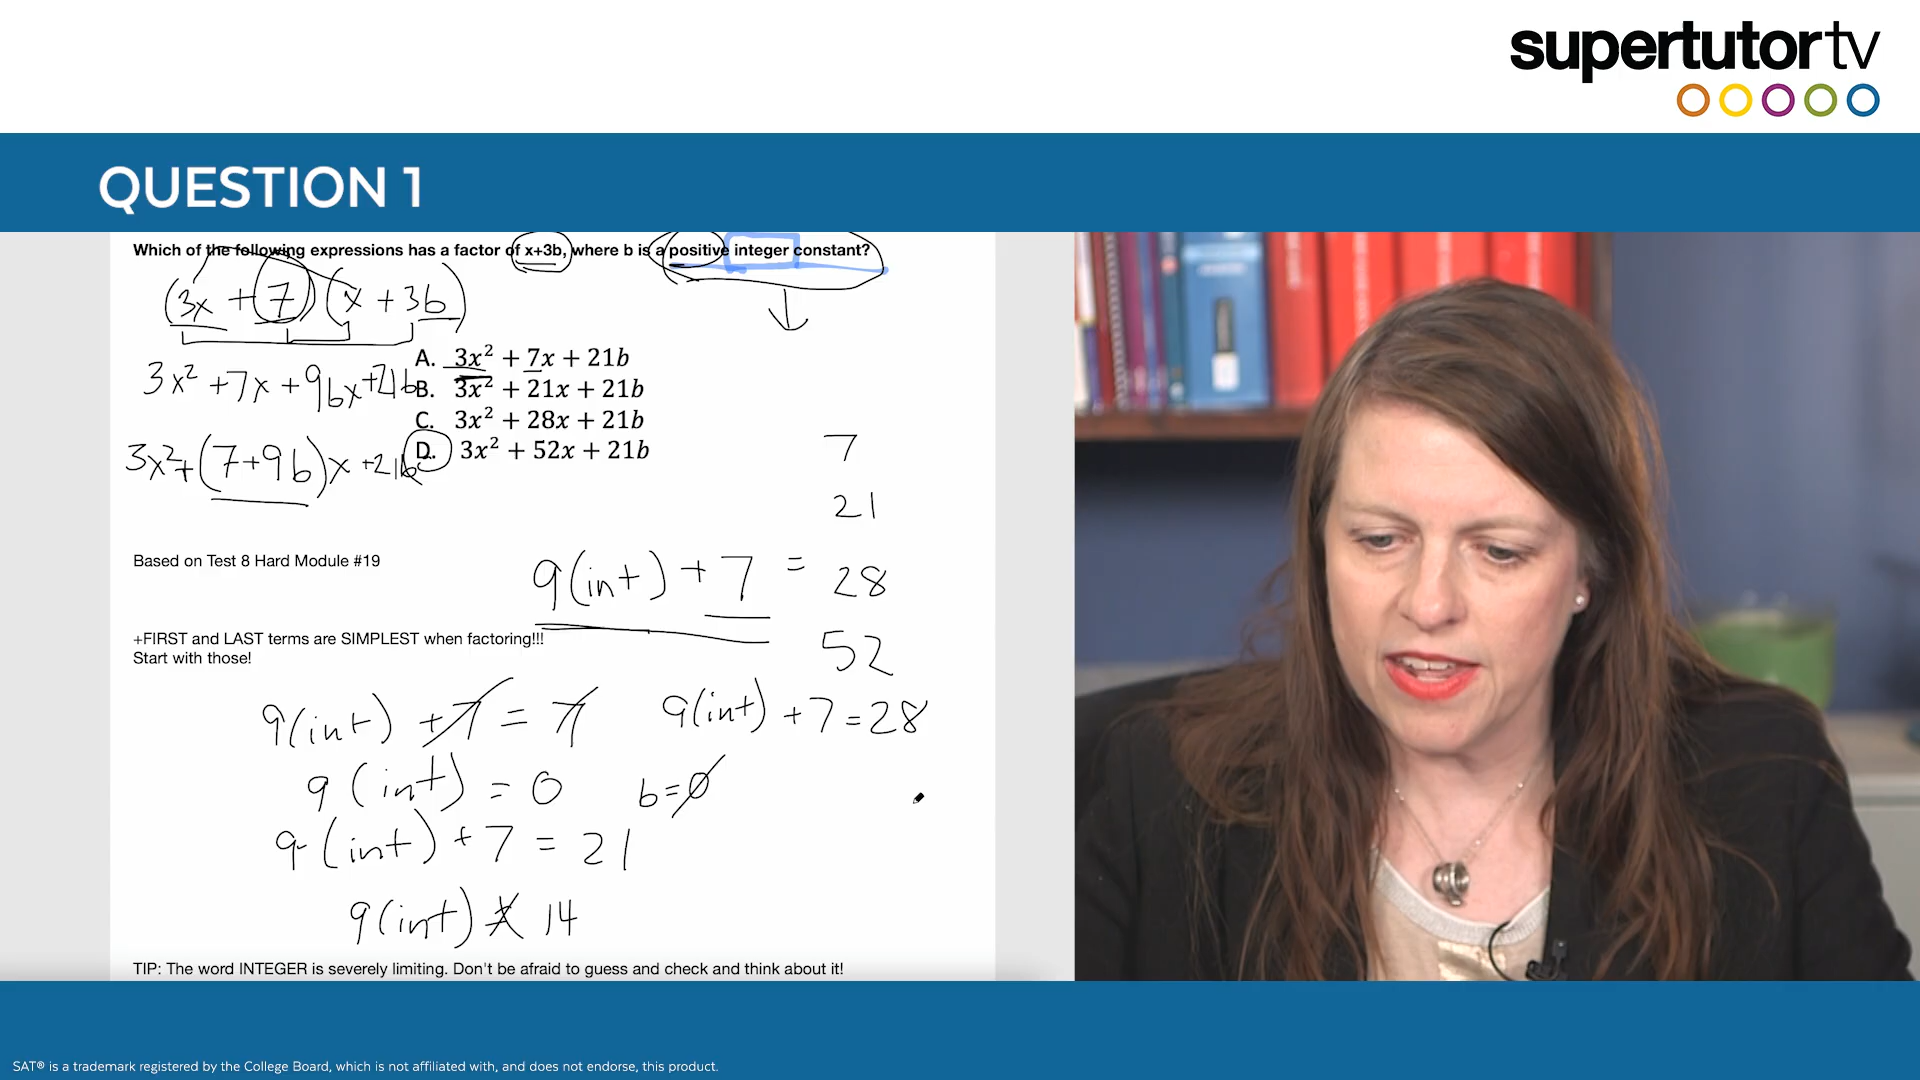 supertutortv
QUESTION 1
Which of the following expressions has a factor of x+3b, where b is a positive integer constant?
(3x + 7)(x + 3b)
A. 3x² + 7x + 21b
3x² + 7x + 9bx + 21b
B. 3x² + 21x + 21b
C. 3x² + 28x + 21b
D. 3x² + 52x + 21b
3x² + (7+9b)x + 21b
7
21
Based on Test 8 Hard Module #19
9(int) + 7 = 28
52
+FIRST and LAST terms are SIMPLEST when factoring!!!
Start with those!
9(int) + 7 = 7
9(int) + 7 = 28
9(int) = 0
b = 0
9(int) + 7 = 21
9(int) ≠ 14
TIP: The word INTEGER is severely limiting. Don't be afraid to guess and check and think about it!
SAT® is a trademark registered by the College Board, which is not affiliated with, and does not endorse, this product.